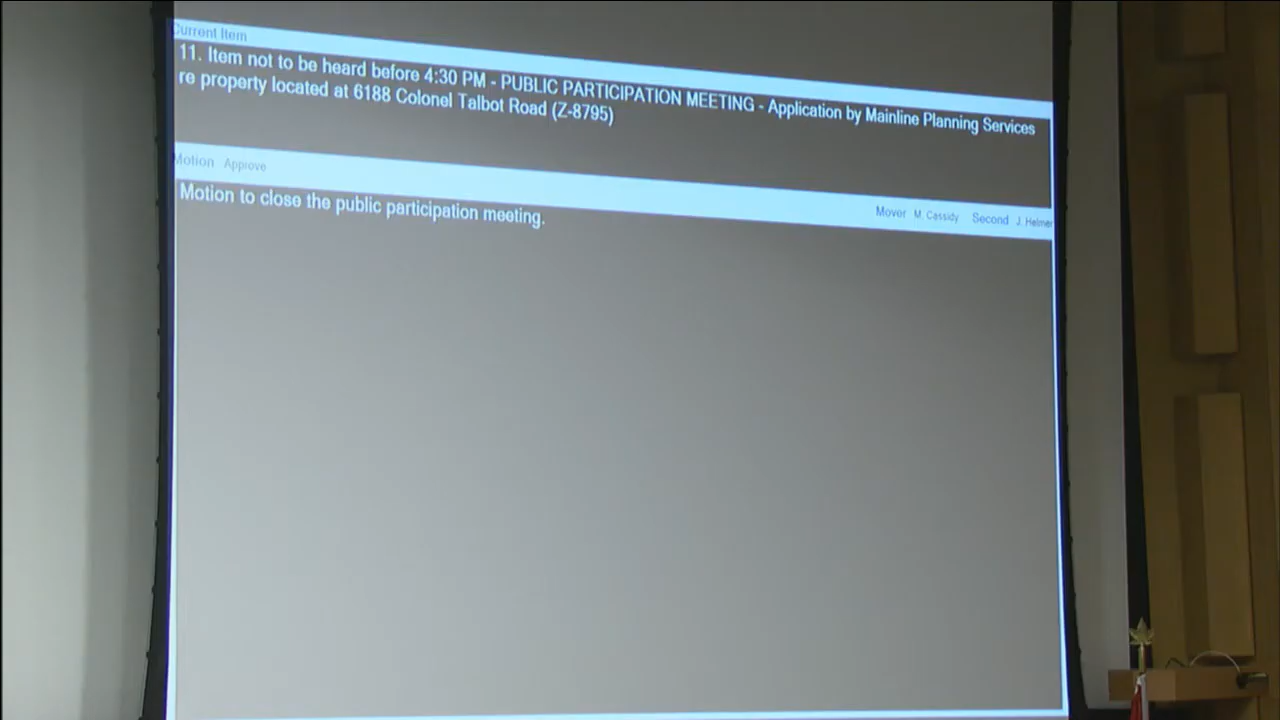 Current Item
11. Item not to be heard before 4:30 PM - PUBLIC PARTICIPATION MEETING - Application by Mainline Planning Services
re property located at 6188 Colonel Talbot Road (Z-8795)
Motion Approve
Mover M. Cassidy Second J. Helmer
Motion to close the public participation meeting.